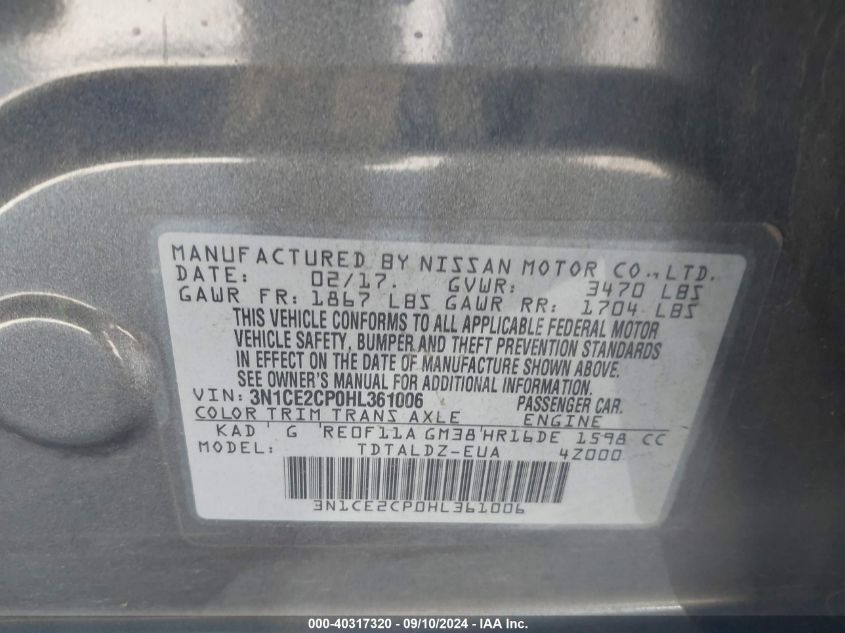 MANUFACTURED BY NISSAN MOTOR CO., LTD.
DATE: 02/17. GVWR: 3470 LBS
GAWR FR: 1867 LBS GAWR RR: 1704 LBS
THIS VEHICLE CONFORMS TO ALL APPLICABLE FEDERAL MOTOR
VEHICLE SAFETY, BUMPER AND THEFT PREVENTION STANDARDS
IN EFFECT ON THE DATE OF MANUFACTURE SHOWN ABOVE.
SEE OWNER'S MANUAL FOR ADDITIONAL INFORMATION.
VIN: 3N1CE2CP0HL361006 PASSENGER CAR.
COLOR TRIM TRANS AXLE ENGINE
KAD G RE0F11A GM38 HR16DE 1598 CC
MODEL: TDTALDZ-EUA 4Z000
3N1CE2CP0HL361006
000-40317320 - 09/10/2024 - IAA Inc.